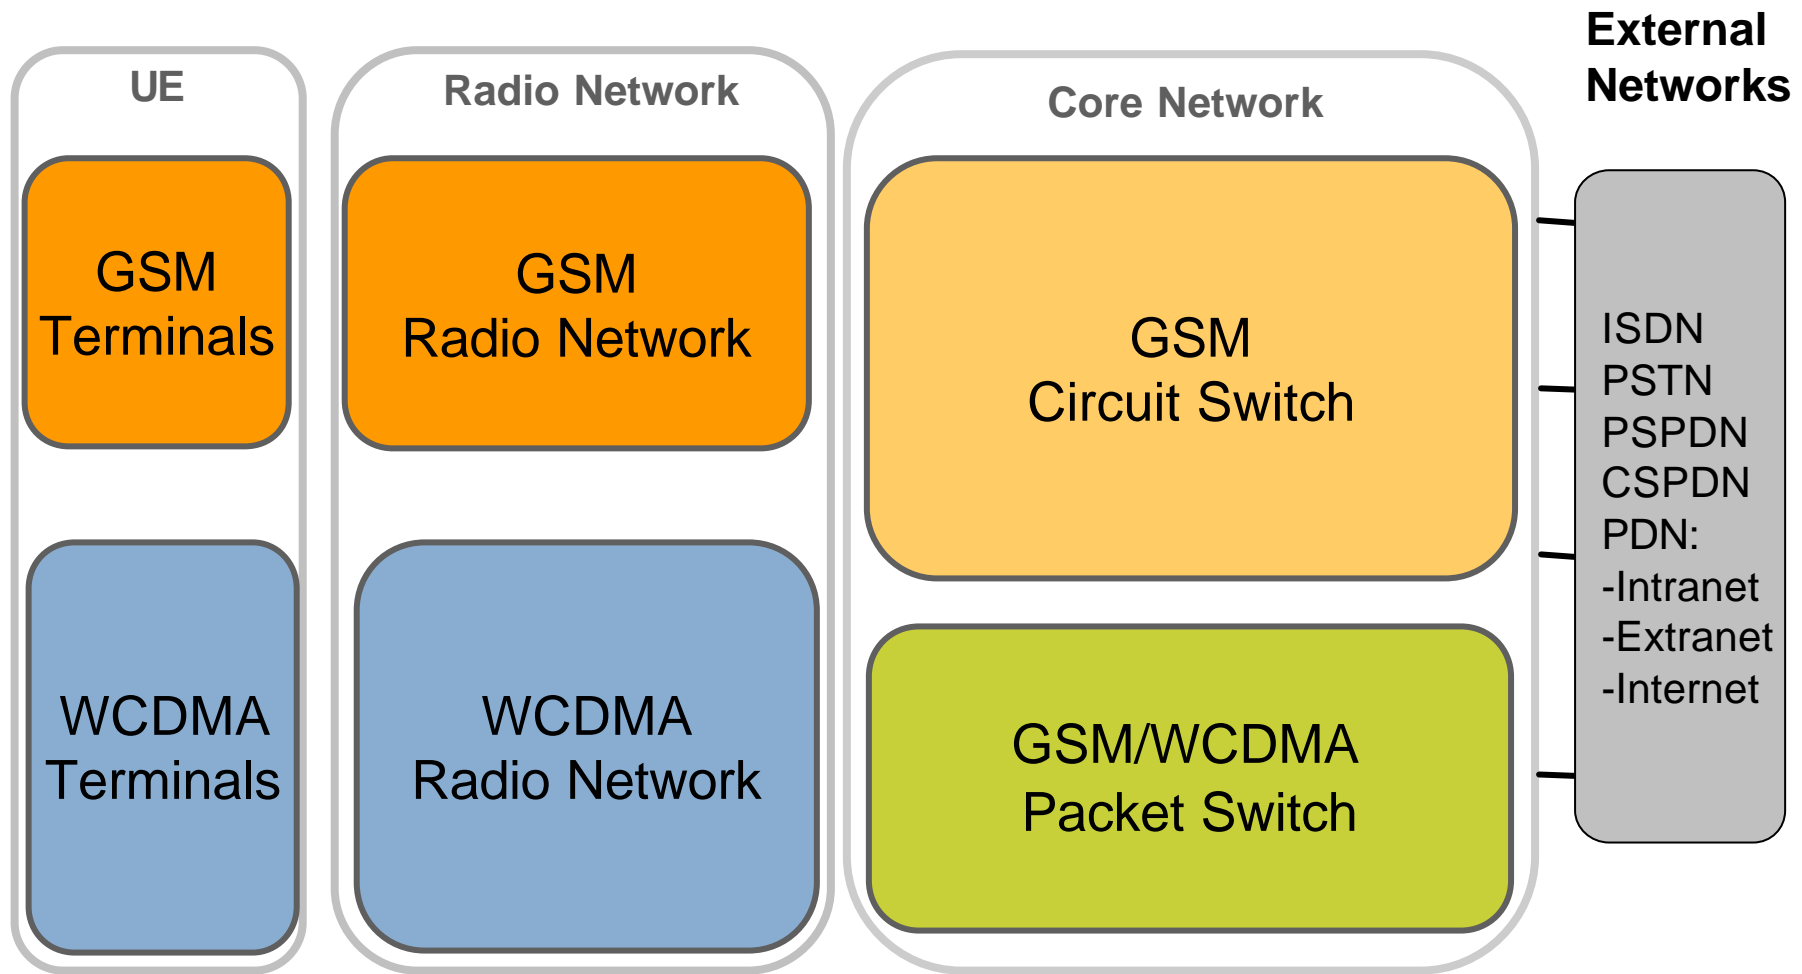 UE
GSM
Terminals
WCDMA
Terminals
Radio Network
GSM
Radio Network
WCDMA
Radio Network
Core Network
GSM
Circuit Switch
GSM/WCDMA
Packet Switch
External
Networks
ISDN
PSTN
PSPDN
CSPDN
PDN:
-Intranet
-Extranet
-Internet